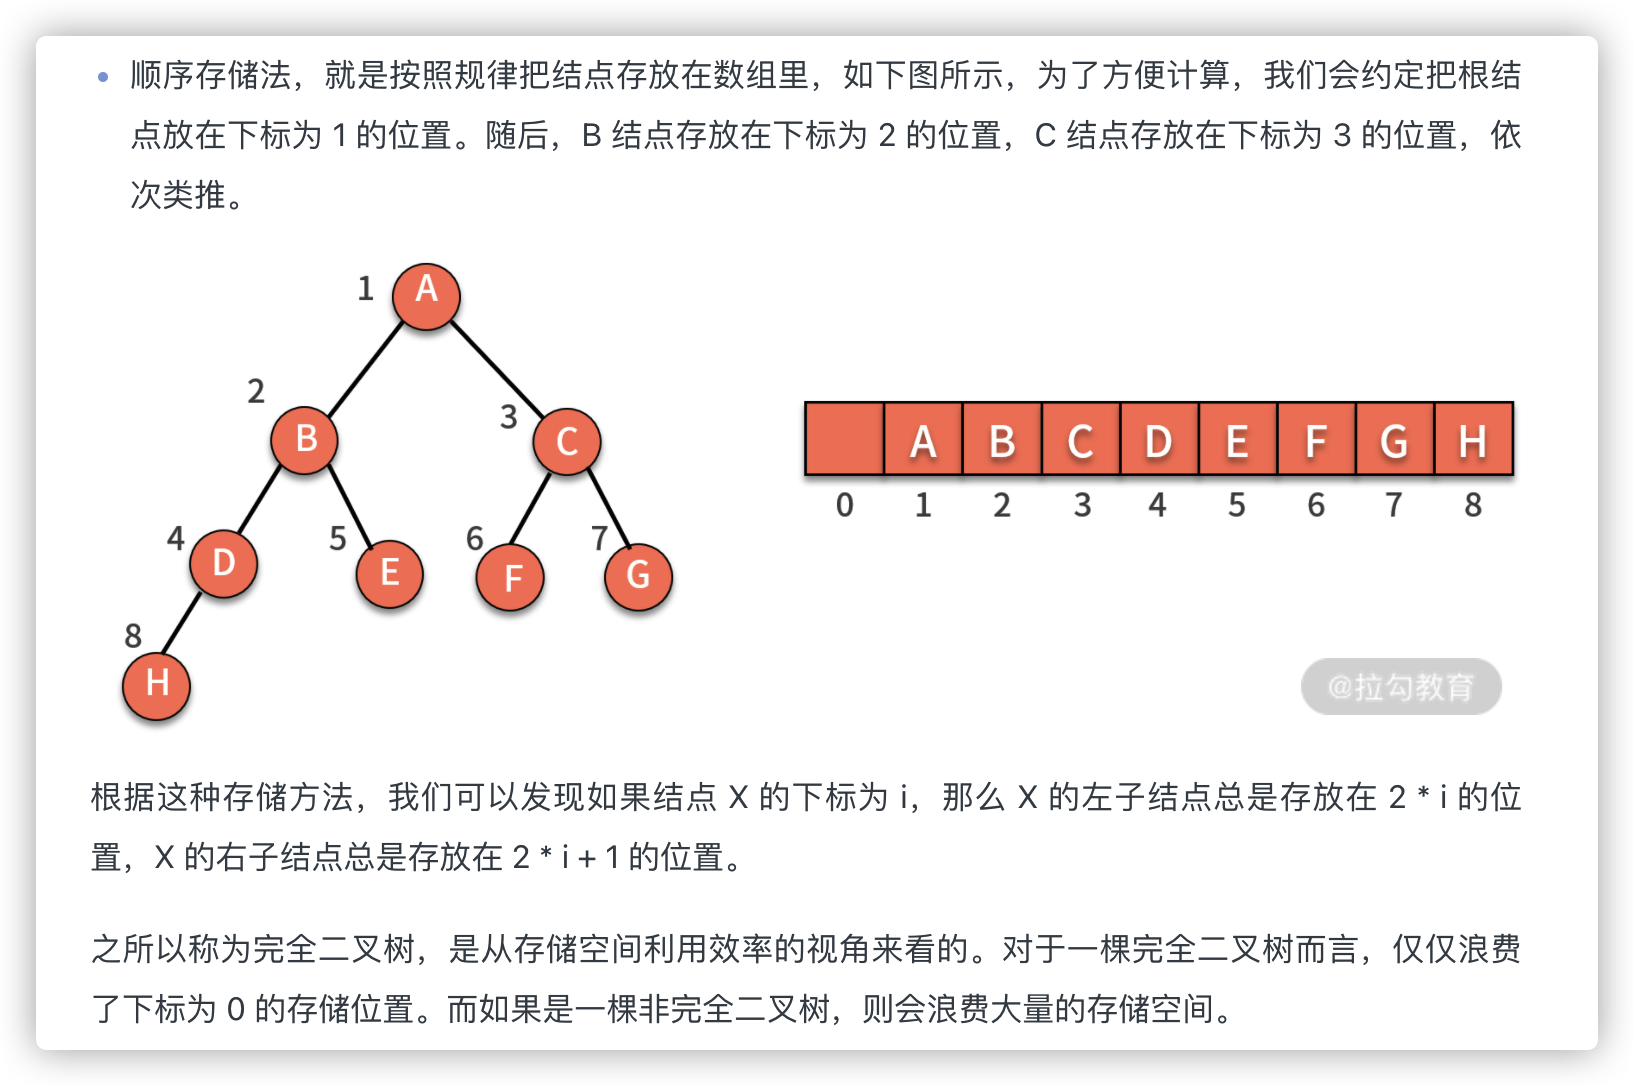 顺序存储法，就是按照规律把结点存放在数组里，如下图所示，为了方便计算，我们会约定把根结
点放在下标为 1 的位置。随后，B 结点存放在下标为 2 的位置，C 结点存放在下标为 3 的位置，依
次类推。
1 A
2 B 3 C
4 D 5 E 6 F 7 G
8 H
A B C D E F G H
0 1 2 3 4 5 6 7 8
@拉勾教育
根据这种存储方法，我们可以发现如果结点 X 的下标为 i，那么 X 的左子结点总是存放在 2 * i 的位
置，X 的右子结点总是存放在 2 * i + 1 的位置。
之所以称为完全二叉树，是从存储空间利用效率的视角来看的。对于一棵完全二叉树而言，仅仅浪费
了下标为 0 的存储位置。而如果是一棵非完全二叉树，则会浪费大量的存储空间。